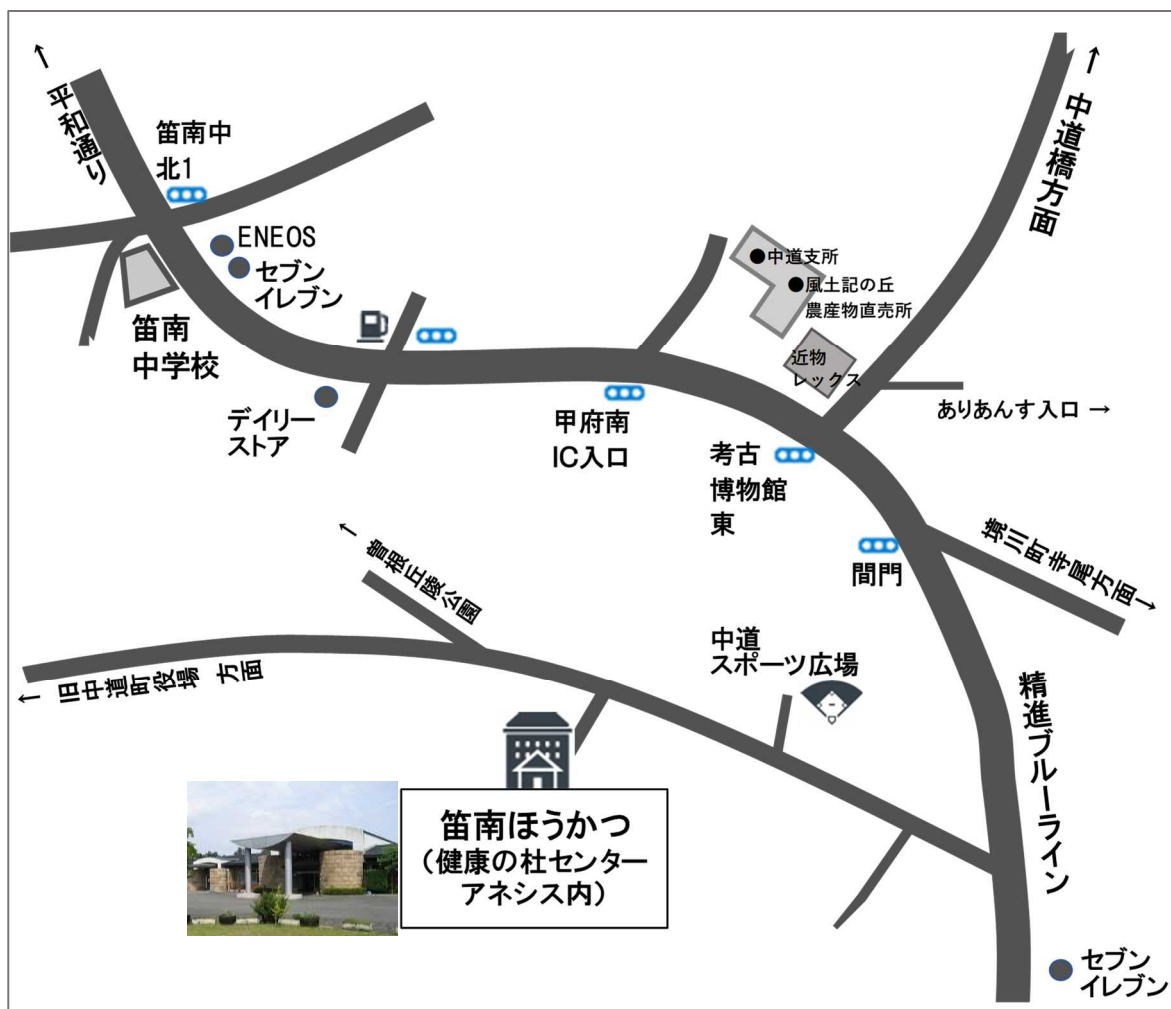 ↑
平和通り
笛南中
北1
ENEOS
セブン
イレブン
笛南
中学校
デイリー
ストア
甲府南
IC入口
●中道支所
●風土記の丘
農産物直売所
近物
レックス
↑
中道橋方面
ありあんす入口 →
考古
博物館
東
間門
境川町寺尾方面→
← 曽根丘陵公園
← 旧中道町役場 方面
中道
スポーツ広場
精進ブルーライン
笛南ほうかつ
（健康の杜センター
アネシス内）
セブン
イレブン